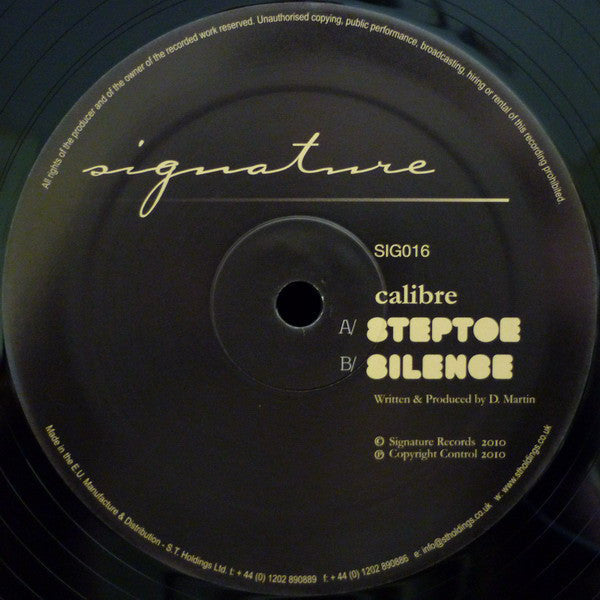 All rights of the producer and of the owner of the recorded work reserved. Unauthorised copying, public performance, broadcasting, hiring or rental of this recording prohibited.
signature
SIG016
calibre
A/ STEPTOE
B/ SILENCE
Written & Produced by D. Martin
© Signature Records 2010
℗ Copyright Control 2010
Made in the E.U. Manufacture & Distribution - S.T. Holdings Ltd. t: + 44 (0) 1202 890889 f: + 44 (0) 1202 890886 e: info@stholdings.co.uk w: www.stholdings.co.uk